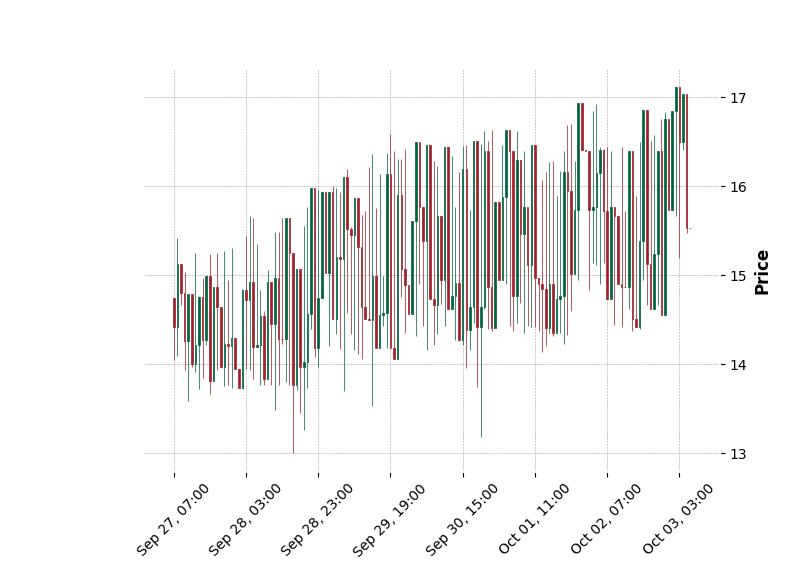 17
16
15
14
13
Price
Sep 27, 07:00
Sep 28, 03:00
Sep 28, 23:00
Sep 29, 19:00
Sep 30, 15:00
Oct 01, 11:00
Oct 02, 07:00
Oct 03, 03:00